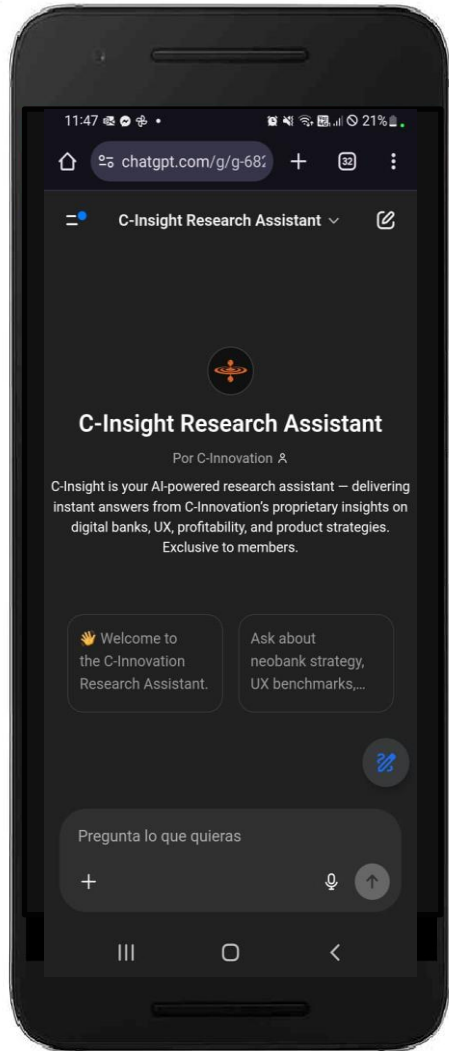 11:47
21%
chatgpt.com/g/g-682
32
C-Insight Research Assistant
C-Insight Research Assistant
Por C-Innovation
C-Insight is your AI-powered research assistant — delivering
instant answers from C-Innovation's proprietary insights on
digital banks, UX, profitability, and product strategies.
Exclusive to members.
👋 Welcome to
the C-Innovation
Research Assistant.
Ask about
neobank strategy,
UX benchmarks,…
Pregunta lo que quieras